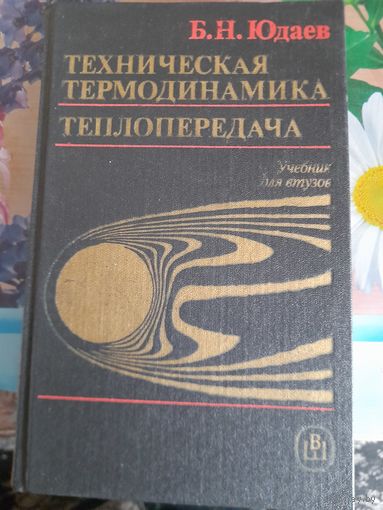 Б.Н. Юдаев
ТЕХНИЧЕСКАЯ
ТЕРМОДИНАМИКА
ТЕПЛОПЕРЕДАЧА
Учебник
для втузов